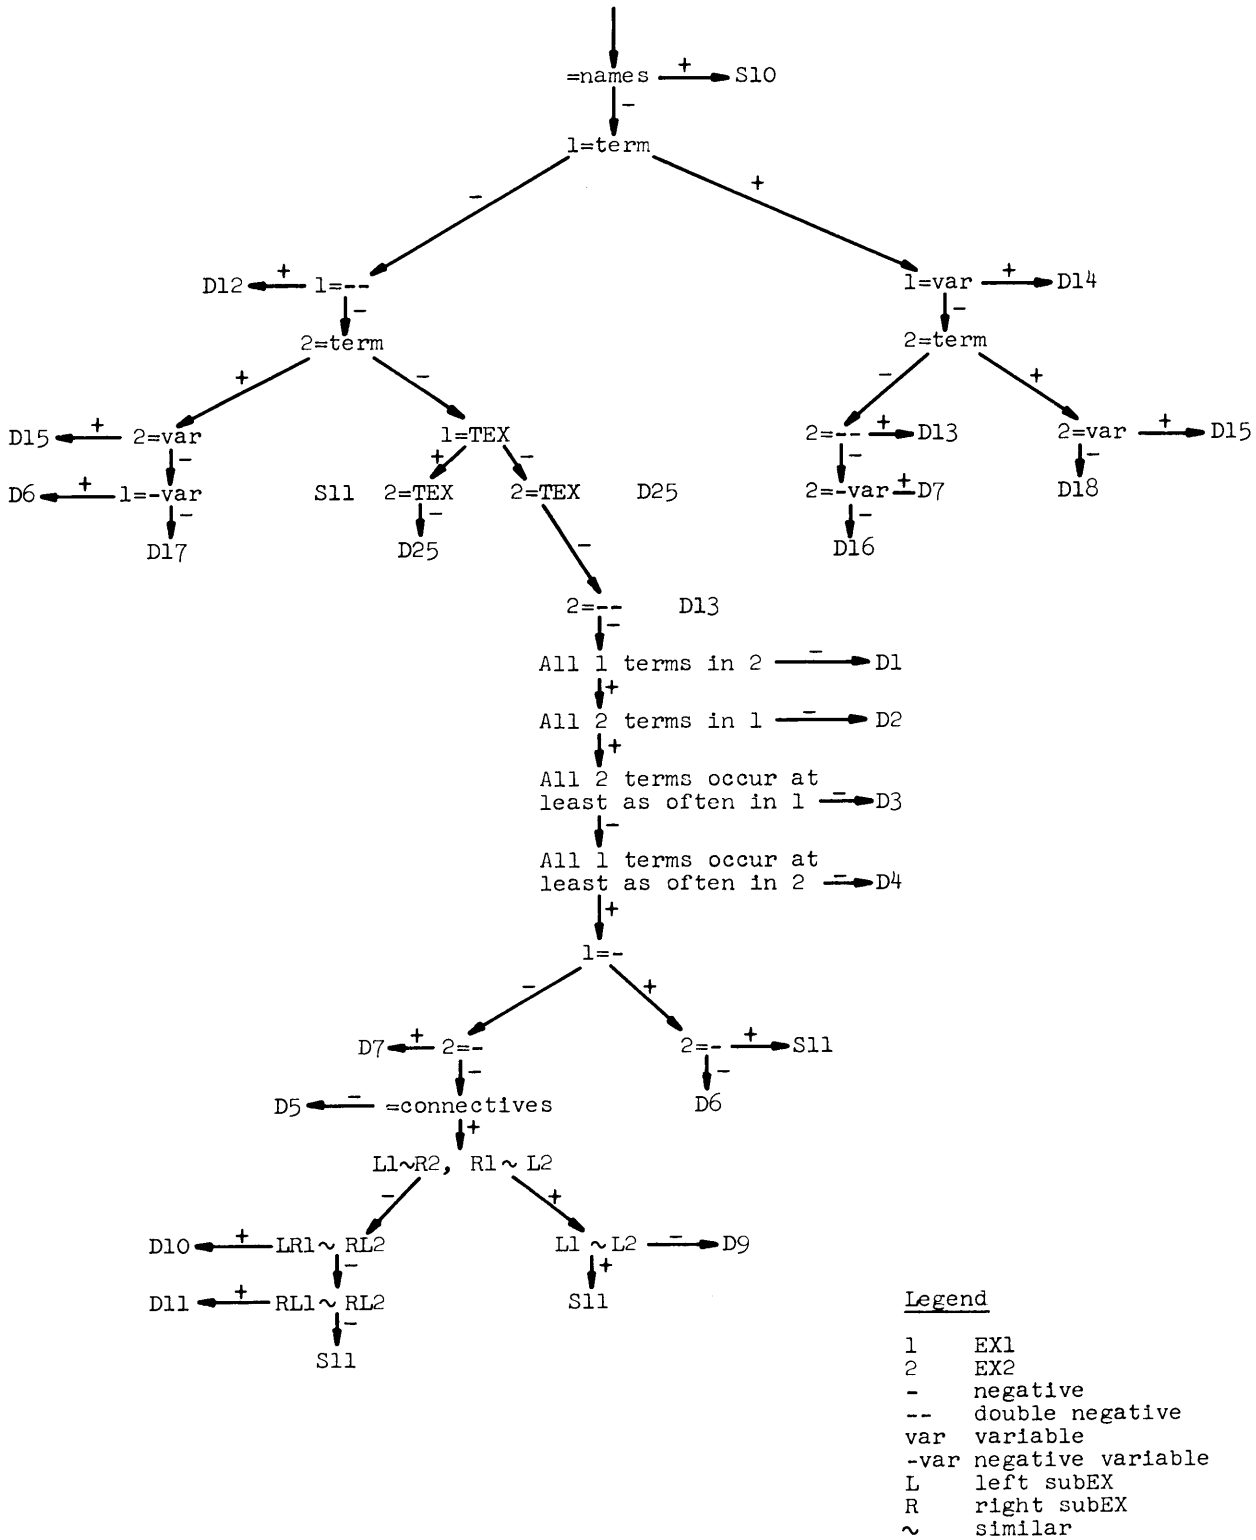 =names + S10
-
1=term
- +
D12 + 1=-- 1=var + D14
- -
2=term 2=term
+ - - +
D15 + 2=var 1=TEX 2=-- + D13 2=var + D15
- + - - -
D6 + 1=-var S11 2=TEX 2=TEX D25 2=-var + D7 D18
- - - -
D17 D25 D16
2=-- D13
-
All 1 terms in 2 - D1
+
All 2 terms in 1 - D2
+
All 2 terms occur at
least as often in 1 - D3
-
All 1 terms occur at
least as often in 2 - D4
+
1=-
- +
D7 + 2=- 2=- + S11
- -
D5 - =connectives D6
+
L1~R2, R1~L2
- +
D10 + LR1~RL2 L1~L2 - D9
- +
D11 + RL1~RL2 S11
-
S11
Legend
1 EX1
2 EX2
- negative
-- double negative
var variable
-var negative variable
L left subEX
R right subEX
~ similar